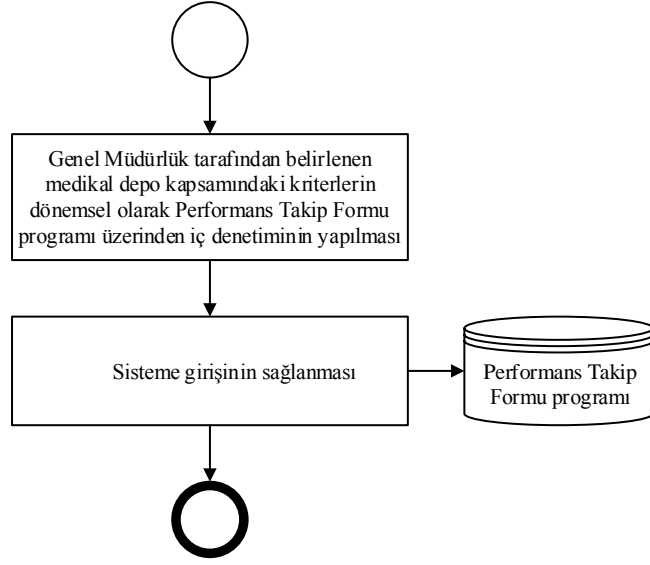 Genel Müdürlük tarafından belirlenen
medikal depo kapsamındaki kriterlerin
dönemsel olarak Performans Takip Formu
programı üzerinden iç denetiminin yapılması
Sisteme girişinin sağlanması
Performans Takip
Formu programı